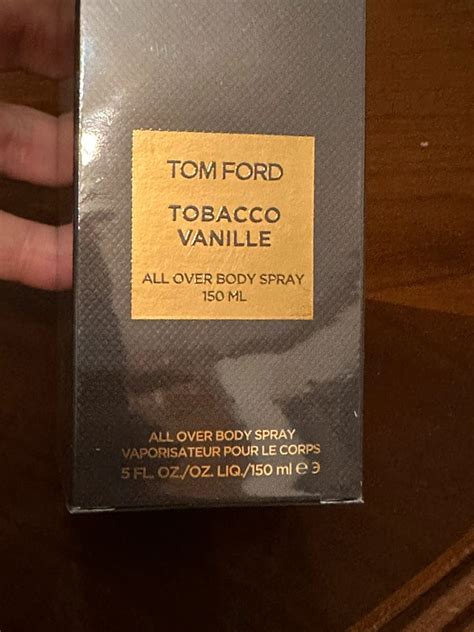 TOM FORD
TOBACCO
VANILLE
ALL OVER BODY SPRAY
150 ML
ALL OVER BODY SPRAY
VAPORISATEUR POUR LE CORPS
5 FL. OZ./OZ. LIQ./150 ml ℮ 3